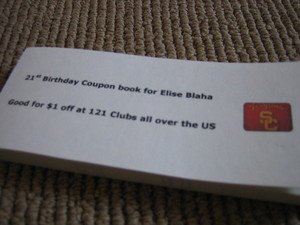 21st Birthday Coupon book for Elise Blaha
Good for $1 off at 121 Clubs all over the US
SC